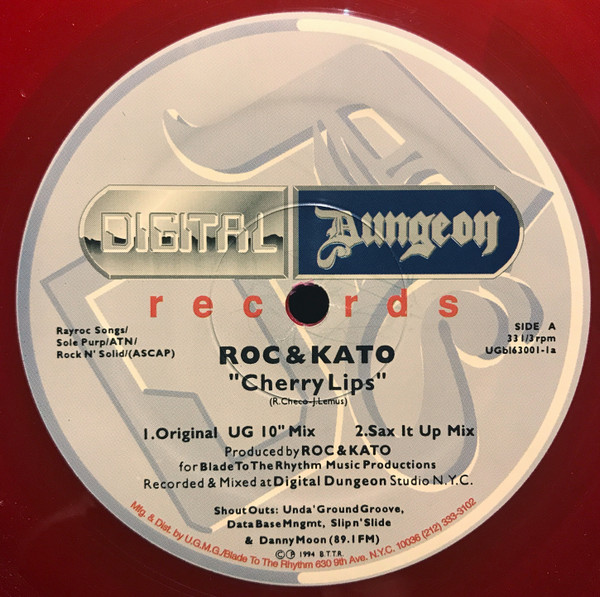 DIGITAL Dungeon
records
Rayroc Songs/
Sole Purp/ATN/
Rock N' Solid/(ASCAP)
SIDE A
33 1/3 rpm
UGbl63001-1a
ROC & KATO
"Cherry Lips"
(R.Checo-J.Lemus)
1.Original UG 10" Mix 2.Sax It Up Mix
Produced by ROC & KATO
for Blade To The Rhythm Music Productions
Recorded & Mixed at Digital Dungeon Studio N.Y.C.
Shout Outs: Unda' Ground Groove,
Data Base Mngmt, Slip n' Slide
& Danny Moon (89.1 FM)
©℗ 1994 B.T.T.R.
Mfg. & Dist. by U.G.M.G./Blade To The Rhythm 630 9th Ave. N.Y.C. 10036 (212) 333-3102